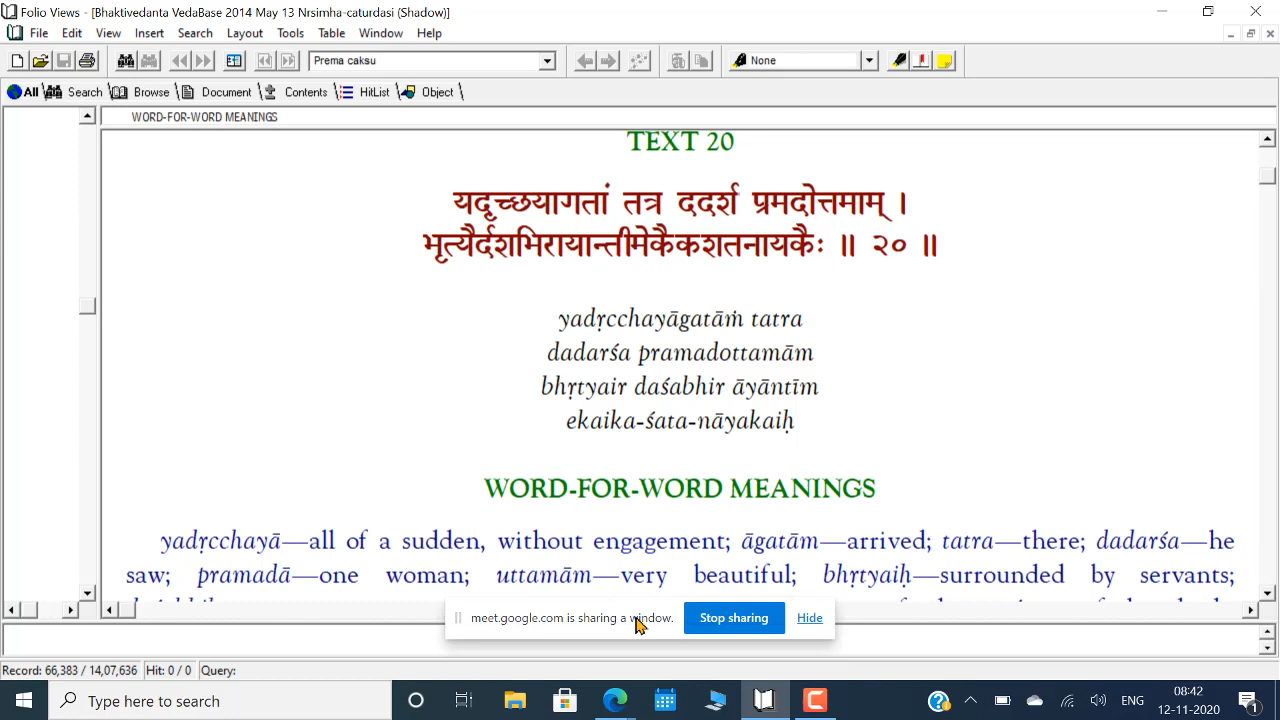 Folio Views - [Bhaktivedanta VedaBase 2014 May 13 Nrsimha-caturdasi (Shadow)]
File Edit View Insert Search Layout Tools Table Window Help
Prema caksu None
All Search Browse Document Contents HitList Object
WORD-FOR-WORD MEANINGS
TEXT 20
यदृच्छयागतां तत्र ददर्श प्रमदोत्तमाम् ।
भृत्यैर्दशभिरायान्तीमेकैकशतनायकैः ॥ २० ॥
yadṛcchayāgatāṁ tatra
dadarśa pramadottamām
bhṛtyair daśabhir āyāntīm
ekaika-śata-nāyakaiḥ
WORD-FOR-WORD MEANINGS
yadṛcchayā—all of a sudden, without engagement; āgatām—arrived; tatra—there; dadarśa—he
saw; pramadā—one woman; uttamām—very beautiful; bhṛtyaiḥ—surrounded by servants;
meet.google.com is sharing a window. Stop sharing Hide
Record: 66,383 / 14,07,636 Hit: 0 / 0 Query:
Type here to search
ENG
08:42
12-11-2020
1